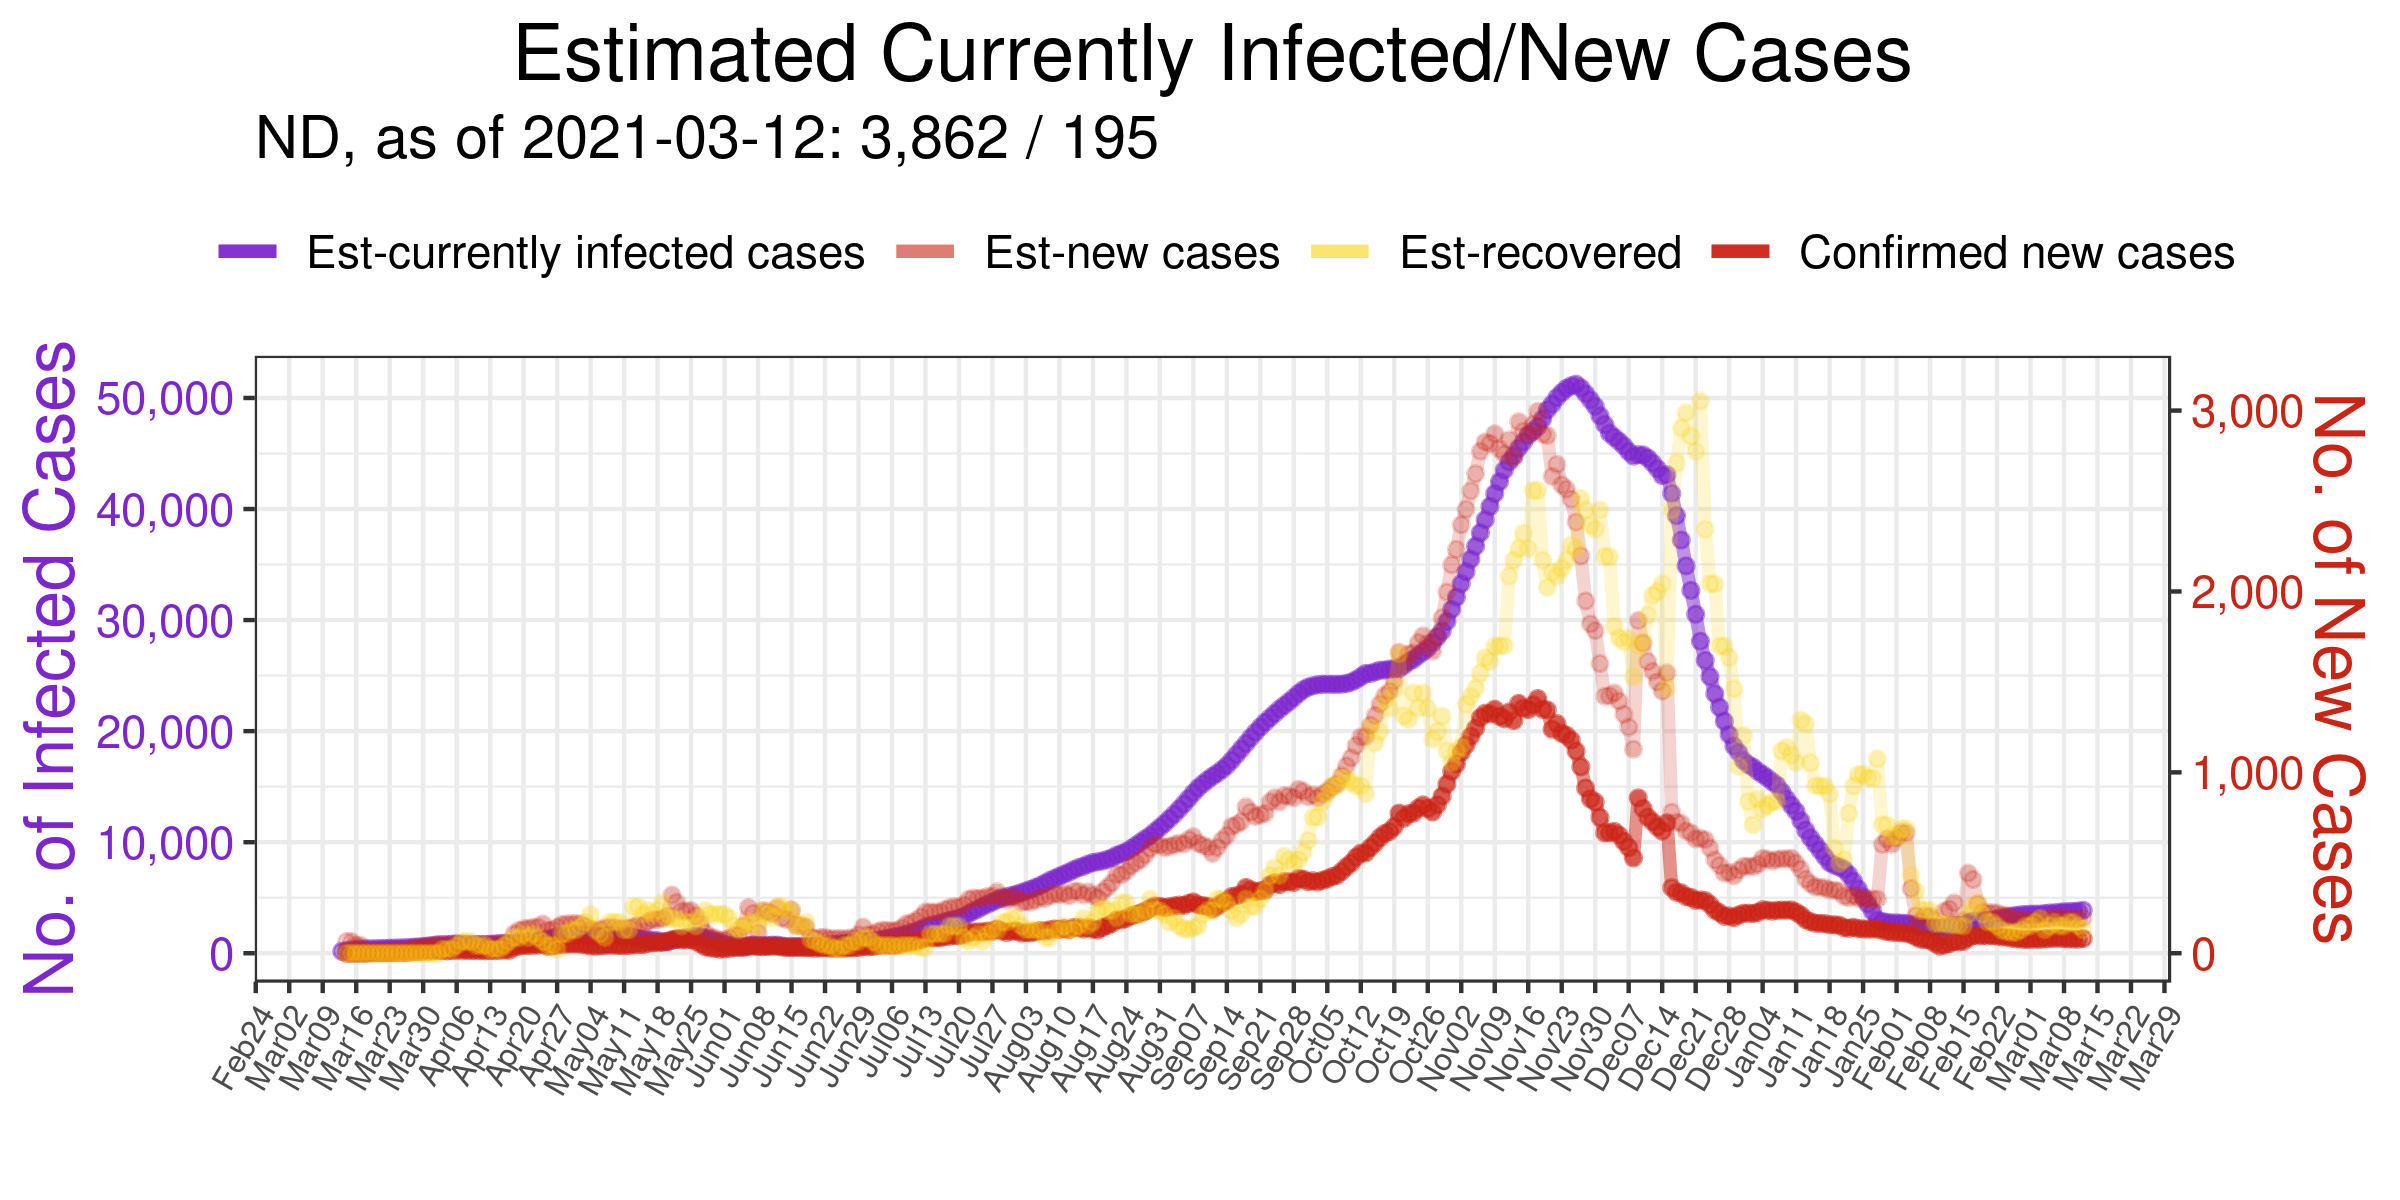 Estimated Currently Infected/New Cases
ND, as of 2021-03-12: 3,862 / 195
Est-currently infected cases Est-new cases Est-recovered Confirmed new cases
No. of Infected Cases
50,000
40,000
30,000
20,000
10,000
0
3,000
2,000
1,000
0
No. of New Cases
Feb24 Mar02 Mar09 Mar16 Mar23 Mar30 Apr06 Apr13 Apr20 Apr27 May04 May11 May18 May25 Jun01 Jun08 Jun15 Jun22 Jun29 Jul06 Jul13 Jul20 Jul27 Aug03 Aug10 Aug17 Aug24 Aug31 Sep07 Sep14 Sep21 Sep28 Oct05 Oct12 Oct19 Oct26 Nov02 Nov09 Nov16 Nov23 Nov30 Dec07 Dec14 Dec21 Dec28 Jan04 Jan11 Jan18 Jan25 Feb01 Feb08 Feb15 Feb22 Mar01 Mar08 Mar15 Mar22 Mar29